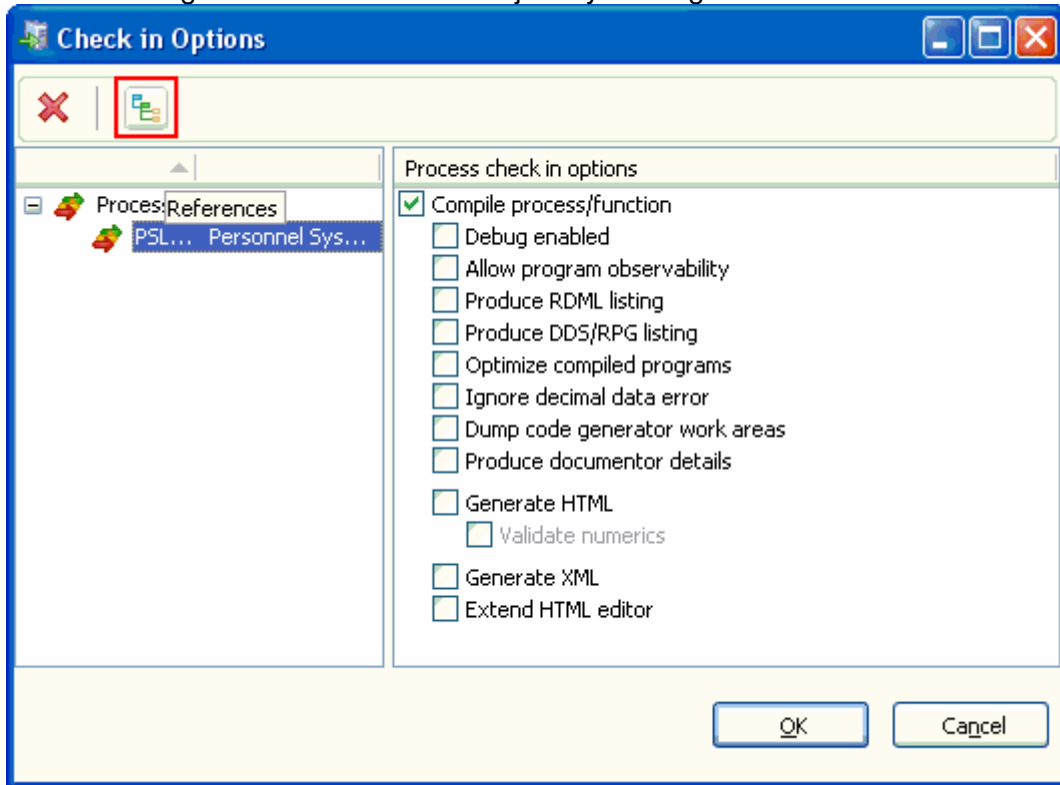 Check in Options
Process check in options
Proces
References
PSL... Personnel Sys...
Compile process/function
Debug enabled
Allow program observability
Produce RDML listing
Produce DDS/RPG listing
Optimize compiled programs
Ignore decimal data error
Dump code generator work areas
Produce documentor details
Generate HTML
Validate numerics
Generate XML
Extend HTML editor
OK
Cancel